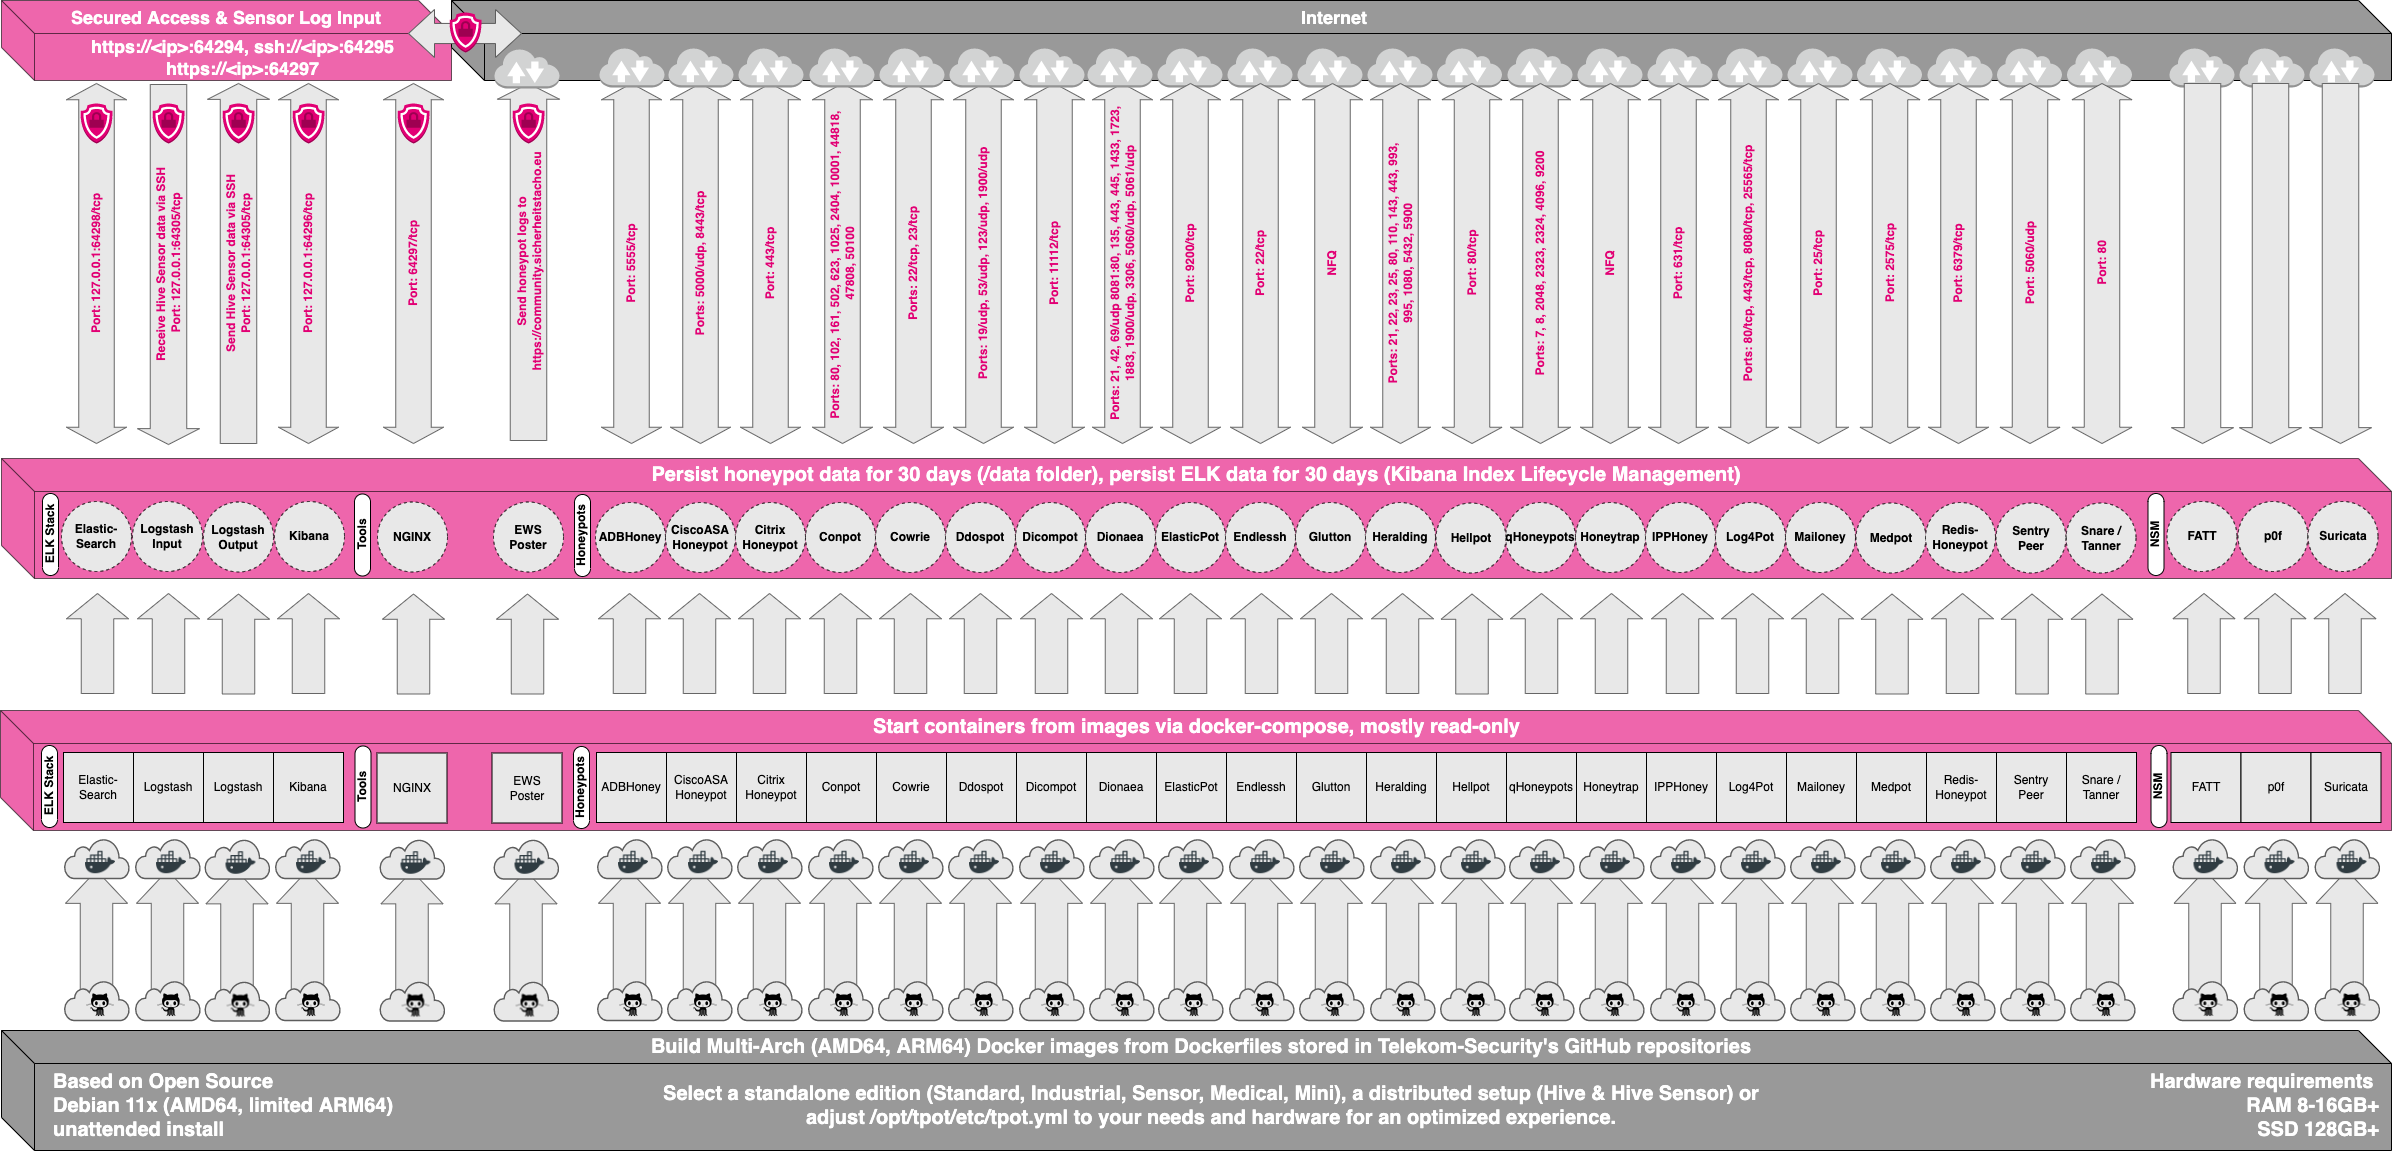 Secured Access & Sensor Log Input
https://<ip>:64294, ssh://<ip>:64295
https://<ip>:64297
Internet
Port: 127.0.0.1:64298/tcp
Receive Hive Sensor data via SSH
Port: 127.0.0.1:64305/tcp
Send Hive Sensor data via SSH
Port: 127.0.0.1:64305/tcp
Port: 127.0.0.1:64296/tcp
Port: 64297/tcp
Send honeypot logs to
https://community.sicherheitstacho.eu
Port: 5555/tcp
Ports: 5000/udp, 8443/tcp
Port: 443/tcp
Ports: 80, 102, 161, 502, 623, 1025, 2404, 10001, 44818,
47808, 50100
Ports: 22/tcp, 23/tcp
Ports: 19/udp, 53/udp, 123/udp, 1900/udp
Port: 11112/tcp
Ports: 21, 42, 69/udp 8081:80, 135, 443, 445, 1433, 1723,
1883, 1900/udp, 3306, 5060/udp, 5061/udp
Port: 9200/tcp
Port: 22/tcp
NFQ
Ports: 21, 22, 23, 25, 80, 110, 143, 443, 993,
995, 1080, 5432, 5900
Port: 80/tcp
Ports: 7, 8, 2048, 2323, 2324, 4096, 9200
NFQ
Port: 631/tcp
Ports: 80/tcp, 443/tcp, 8080/tcp, 25565/tcp
Port: 25/tcp
Port: 2575/tcp
Port: 6379/tcp
Port: 5060/udp
Port: 80
Persist honeypot data for 30 days (/data folder), persist ELK data for 30 days (Kibana Index Lifecycle Management)
ELK Stack
Elastic-
Search
Logstash
Input
Logstash
Output
Kibana
Tools
NGINX
EWS
Poster
Honeypots
ADBHoney
CiscoASA
Honeypot
Citrix
Honeypot
Conpot
Cowrie
Ddospot
Dicompot
Dionaea
ElasticPot
Endlessh
Glutton
Heralding
Hellpot
qHoneypots
Honeytrap
IPPHoney
Log4Pot
Mailoney
Medpot
Redis-
Honeypot
Sentry
Peer
Snare /
Tanner
NSM
FATT
p0f
Suricata
Start containers from images via docker-compose, mostly read-only
ELK Stack
Elastic-
Search
Logstash
Logstash
Kibana
Tools
NGINX
EWS
Poster
Honeypots
ADBHoney
CiscoASA
Honeypot
Citrix
Honeypot
Conpot
Cowrie
Ddospot
Dicompot
Dionaea
ElasticPot
Endlessh
Glutton
Heralding
Hellpot
qHoneypots
Honeytrap
IPPHoney
Log4Pot
Mailoney
Medpot
Redis-
Honeypot
Sentry
Peer
Snare /
Tanner
NSM
FATT
p0f
Suricata
Build Multi-Arch (AMD64, ARM64) Docker images from Dockerfiles stored in Telekom-Security's GitHub repositories
Based on Open Source
Debian 11x (AMD64, limited ARM64)
unattended install
Select a standalone edition (Standard, Industrial, Sensor, Medical, Mini), a distributed setup (Hive & Hive Sensor) or
adjust /opt/tpot/etc/tpot.yml to your needs and hardware for an optimized experience.
Hardware requirements
RAM 8-16GB+
SSD 128GB+